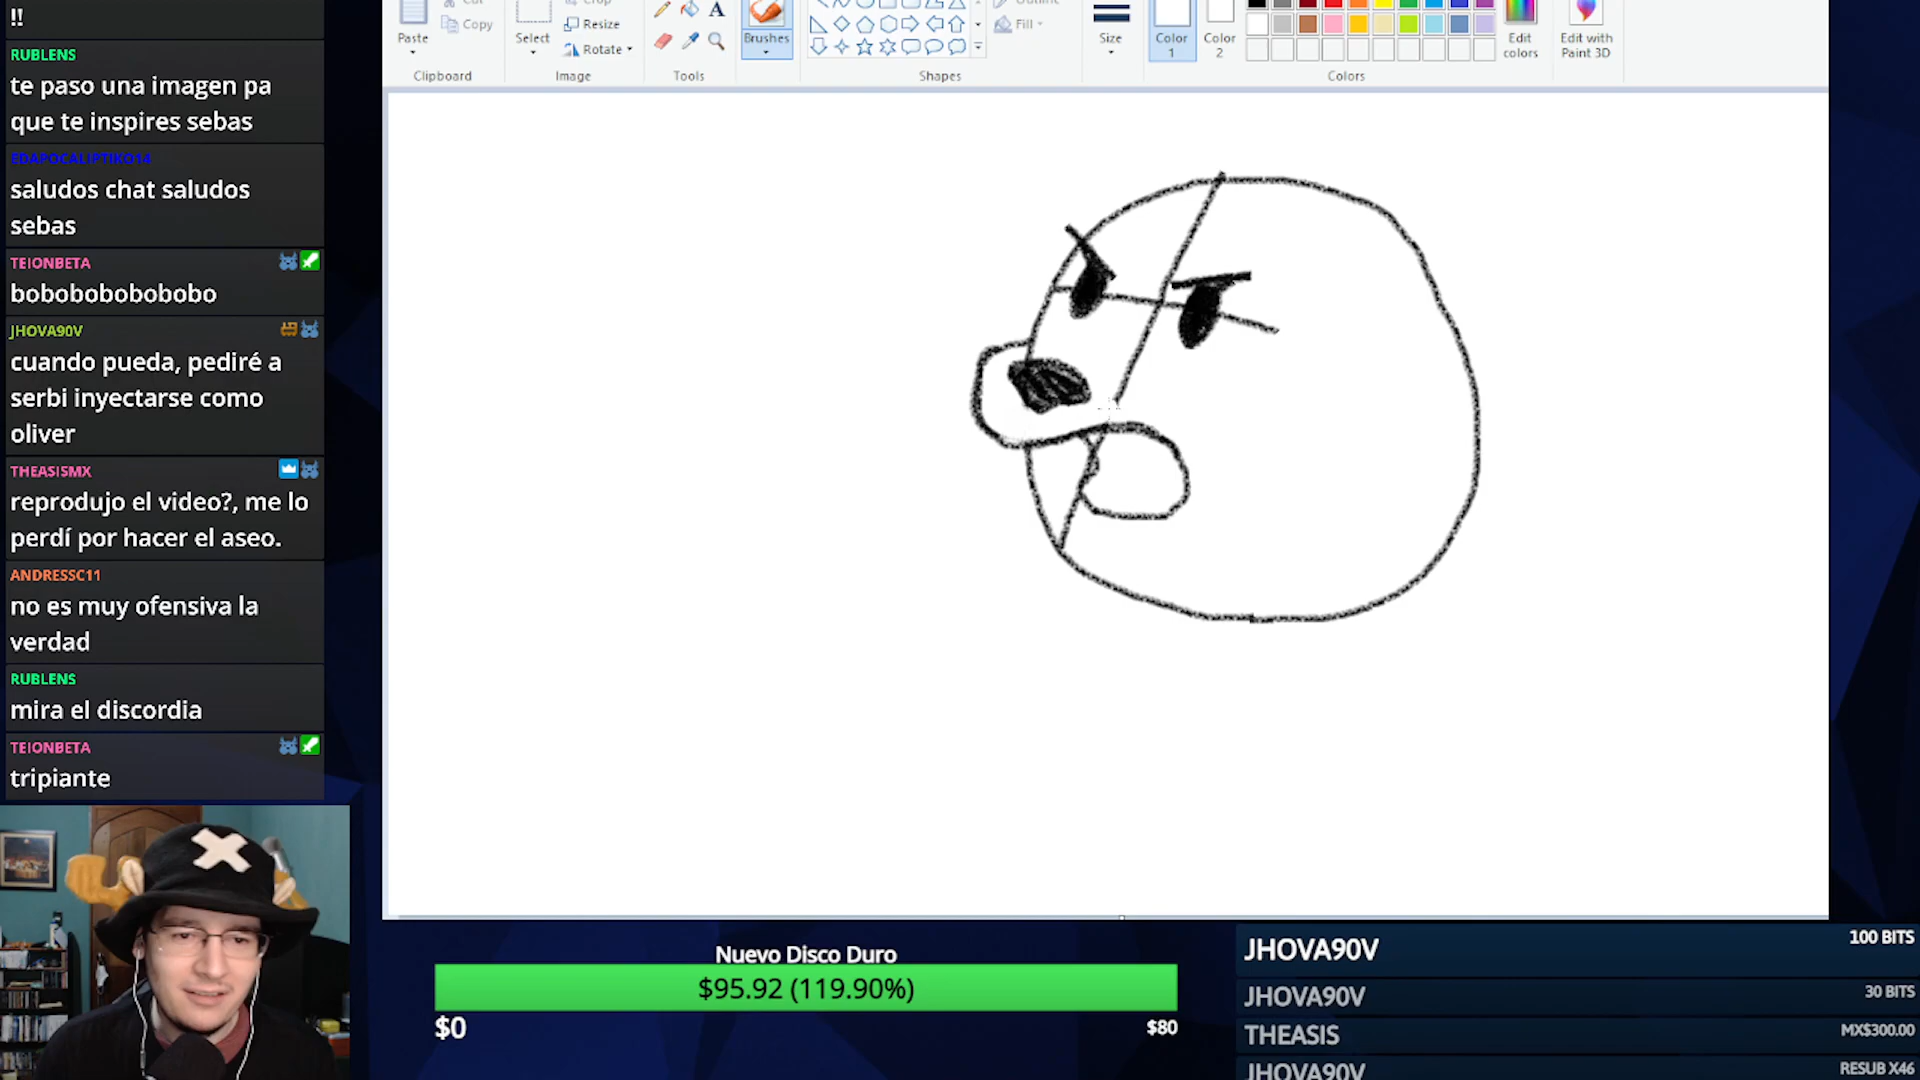 !!
RUBLENS
te paso una imagen pa
que te inspires sebas
EDAPOCALIPTIKO14
saludos chat saludos
sebas
TEIONBETA
bobobobobobobo
JHOVA90V
cuando pueda, pediré a
serbi inyectarse como
oliver
THEASISMX
reprodujo el video?, me lo
perdí por hacer el aseo.
ANDRESSC11
no es muy ofensiva la
verdad
RUBLENS
mira el discordia
TEIONBETA
tripiante
Paste
Cut
Copy
Clipboard
Select
Crop
Resize
Rotate
Image
A
Tools
Brushes
Outline
Fill
Shapes
Size
Color
1
Color
2
Edit
colors
Edit with
Paint 3D
Colors
Nuevo Disco Duro
$95.92 (119.90%)
$0
$80
JHOVA90V
100 BITS
JHOVA90V
30 BITS
THEASIS
MX$300.00
JHOVA90V
RESUB X46